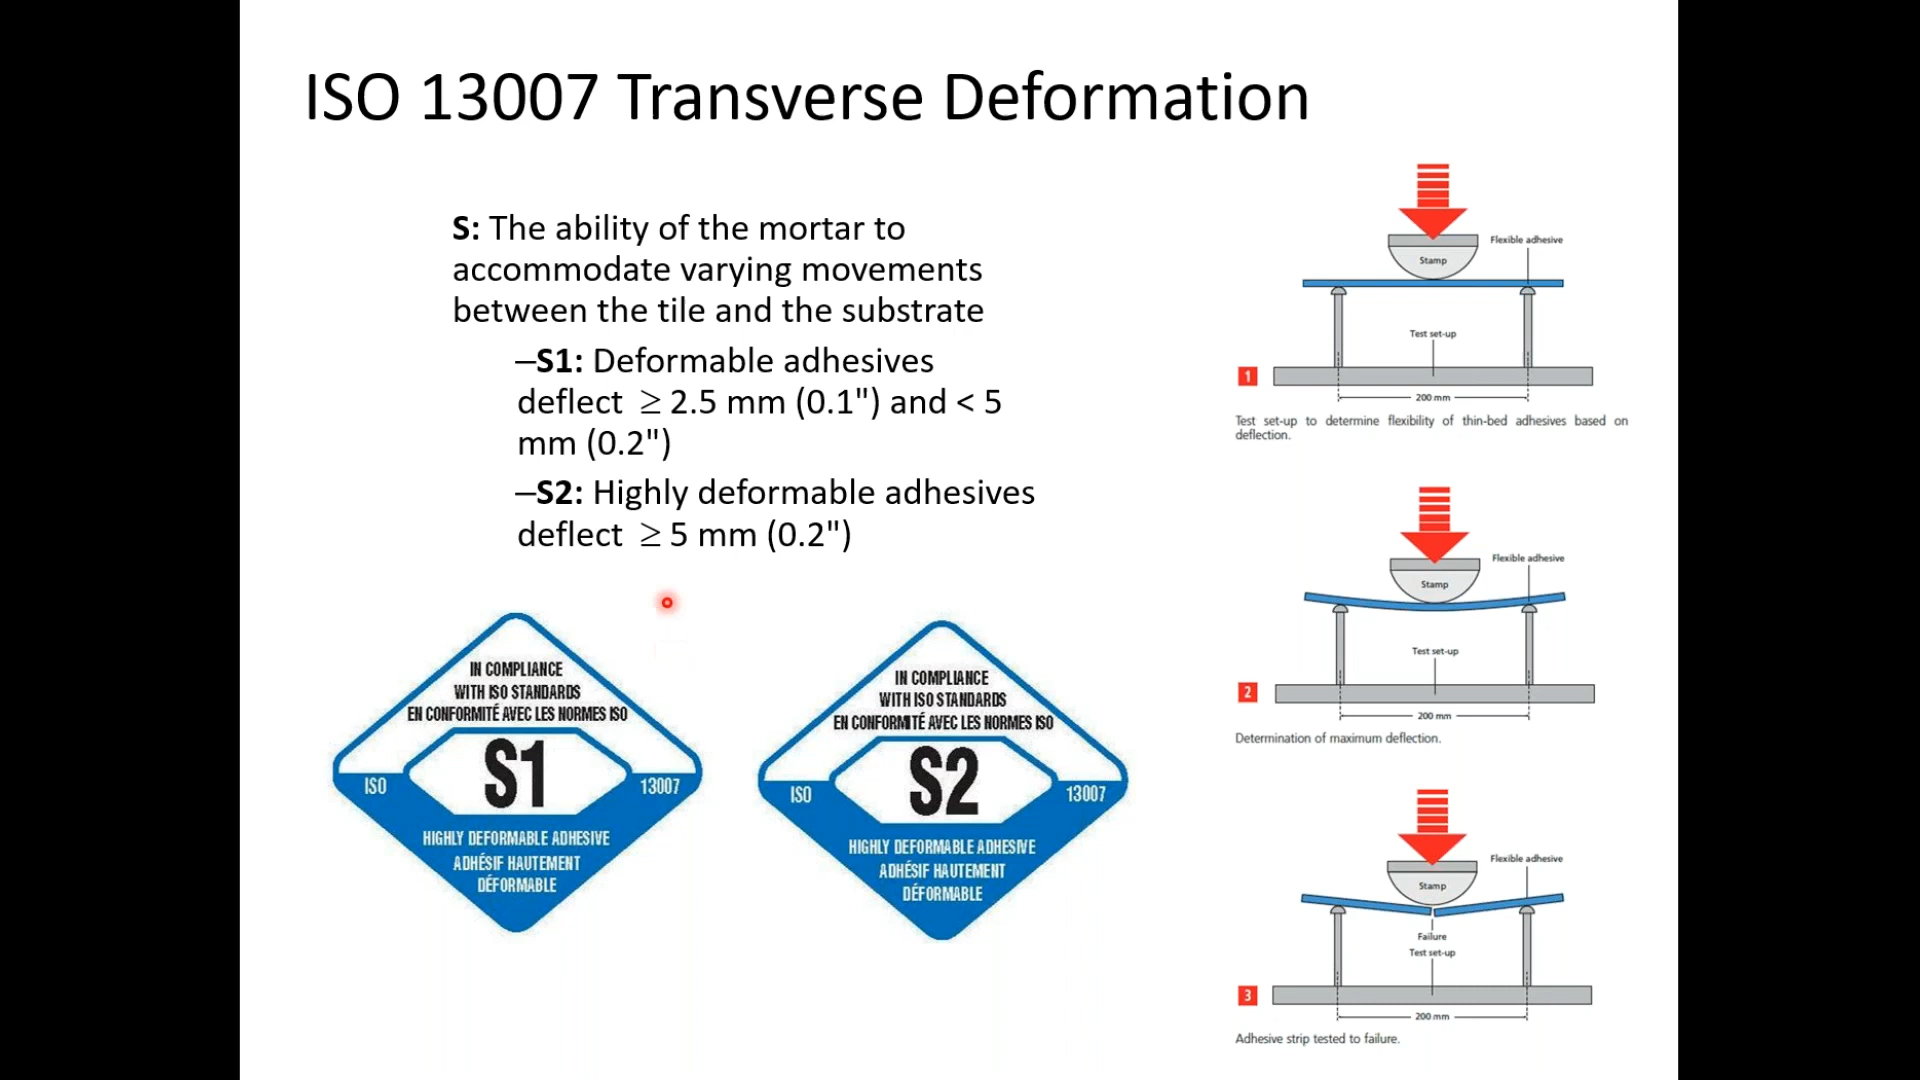 ISO 13007 Transverse Deformation
S: The ability of the mortar to
accommodate varying movements
between the tile and the substrate
–S1: Deformable adhesives
deflect ≥ 2.5 mm (0.1") and < 5
mm (0.2")
–S2: Highly deformable adhesives
deflect ≥ 5 mm (0.2")
IN COMPLIANCE
WITH ISO STANDARDS
EN CONFORMITÉ AVEC LES NORMES ISO
S1
ISO
13007
HIGHLY DEFORMABLE ADHESIVE
ADHÉSIF HAUTEMENT
DÉFORMABLE
IN COMPLIANCE
WITH ISO STANDARDS
EN CONFORMITÉ AVEC LES NORMES ISO
S2
ISO
13007
HIGHLY DEFORMABLE ADHESIVE
ADHÉSIF HAUTEMENT
DÉFORMABLE
Flexible adhesive
Stamp
Test set-up
1
200 mm
Test set-up to determine flexibility of thin-bed adhesives based on
deflection.
Flexible adhesive
Stamp
Test set-up
2
200 mm
Determination of maximum deflection.
Flexible adhesive
Stamp
Failure
Test set-up
3
200 mm
Adhesive strip tested to failure.